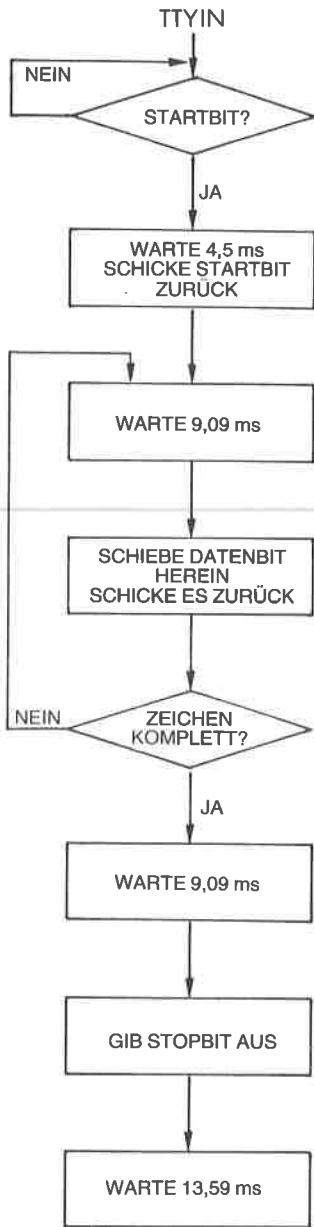 TTYIN
NEIN
STARTBIT?
JA
WARTE 4,5 ms
SCHICKE STARTBIT
ZURÜCK
WARTE 9,09 ms
SCHIEBE DATENBIT
HEREIN
SCHICKE ES ZURÜCK
NEIN
ZEICHEN
KOMPLETT?
JA
WARTE 9,09 ms
GIB STOPBIT AUS
WARTE 13,59 ms